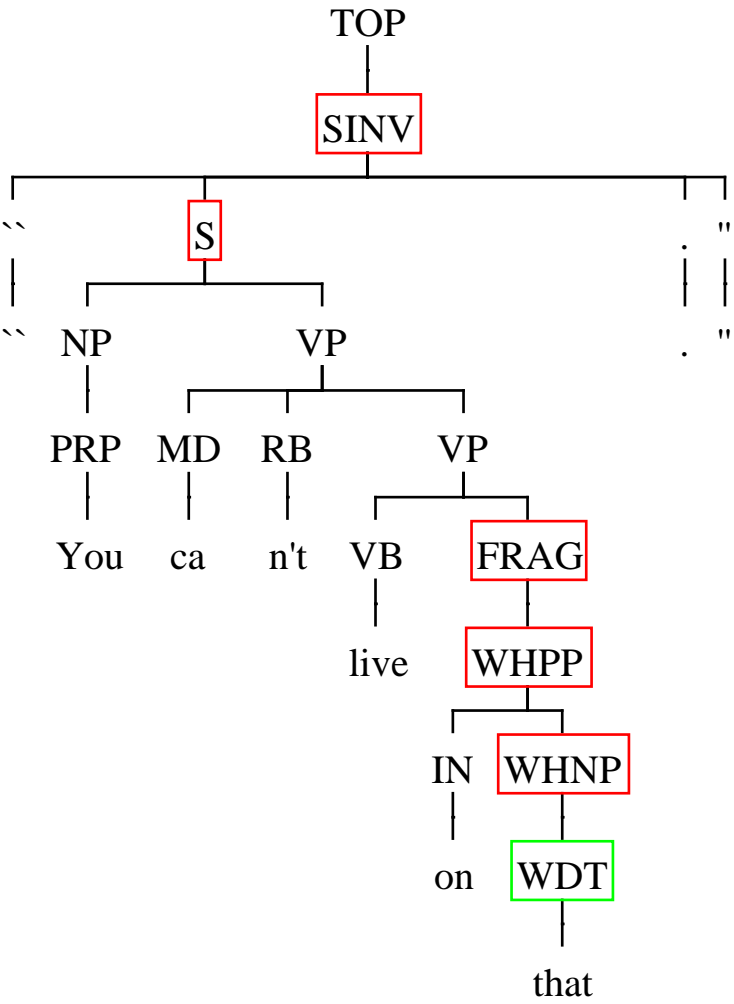 TOP
SINV
`` S . "
`` NP VP . "
PRP MD RB VP
You ca n't VB FRAG
live WHPP
IN WHNP
on WDT
that